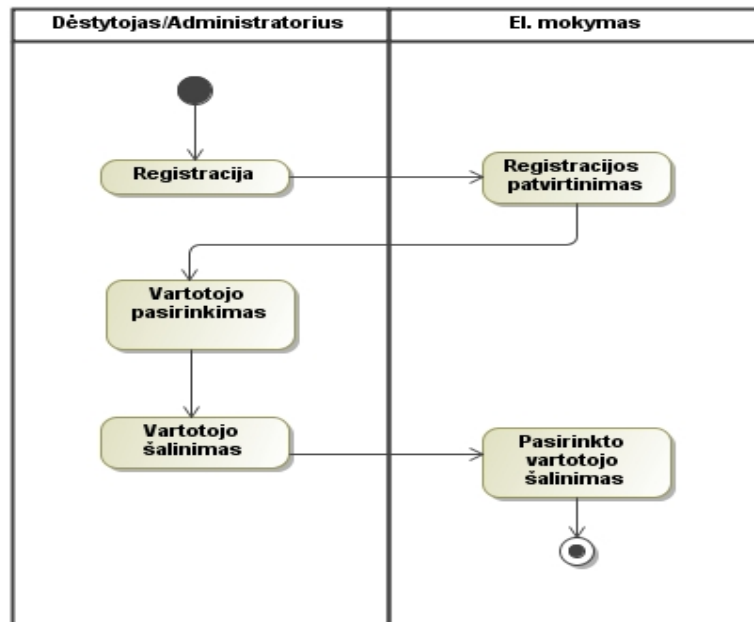 Dėstytojas/Administratorius
El. mokymas
Registracija
Registracijos
patvirtinimas
Vartotojo
pasirinkimas
Vartotojo
šalinimas
Pasirinkto
vartotojo
šalinimas